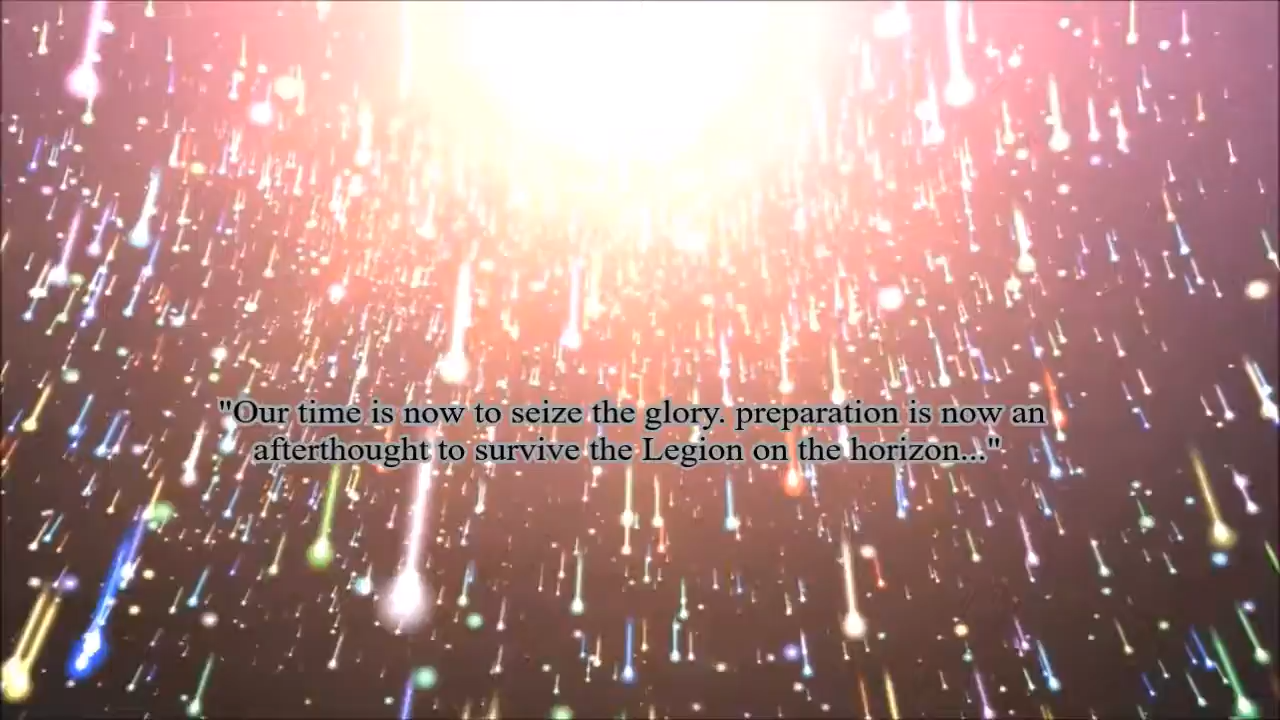 "Our time is now to seize the glory. preparation is now an
afterthought to survive the Legion on the horizon..."